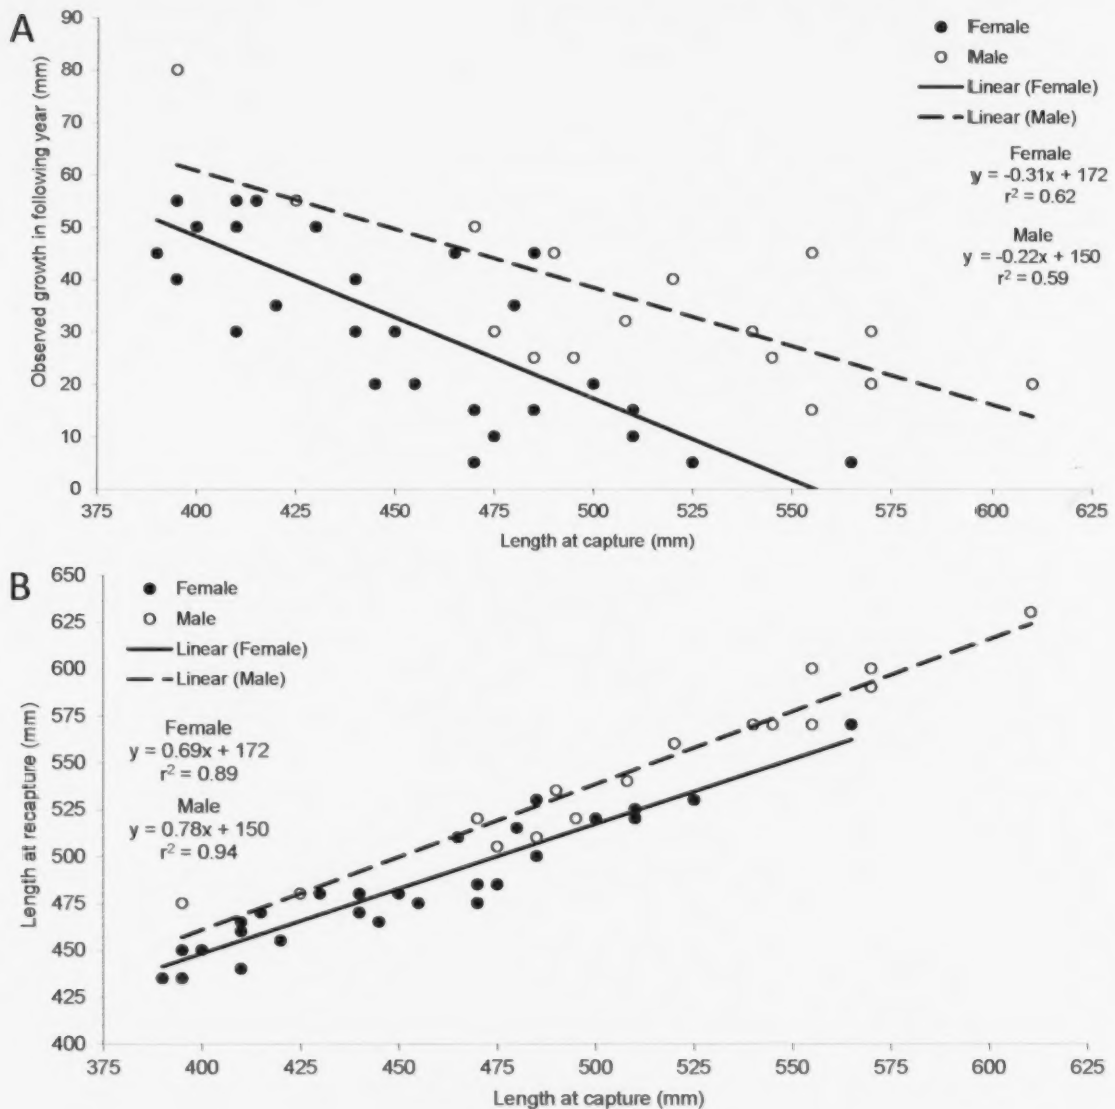 A
90
80
70
60
50
40
30
20
10
0
Observed growth in following year (mm)
375 400 425 450 475 500 525 550 575 600 625
Length at capture (mm)
Female
Male
Linear (Female)
Linear (Male)
Female
y = -0.31x + 172
r² = 0.62
Male
y = -0.22x + 150
r² = 0.59
B
650
625
600
575
550
525
500
475
450
425
400
Length at recapture (mm)
Female
Male
Linear (Female)
Linear (Male)
Female
y = 0.69x + 172
r² = 0.89
Male
y = 0.78x + 150
r² = 0.94
375 400 425 450 475 500 525 550 575 600 625
Length at capture (mm)